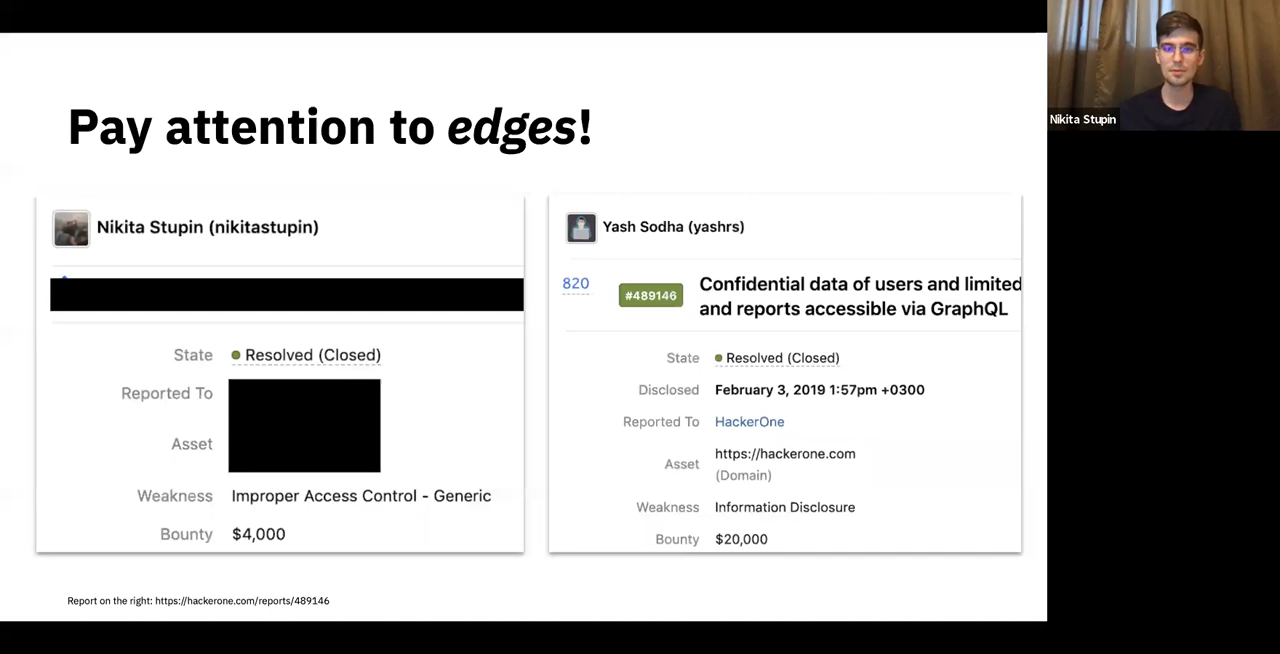 Pay attention to edges!
Nikita Stupin (nikitastupin)
State Resolved (Closed)
Reported To
Asset
Weakness Improper Access Control - Generic
Bounty $4,000
Yash Sodha (yashrs)
820 #489146 Confidential data of users and limited
and reports accessible via GraphQL
State Resolved (Closed)
Disclosed February 3, 2019 1:57pm +0300
Reported To HackerOne
Asset https://hackerone.com
(Domain)
Weakness Information Disclosure
Bounty $20,000
Report on the right: https://hackerone.com/reports/489146
Nikita Stupin